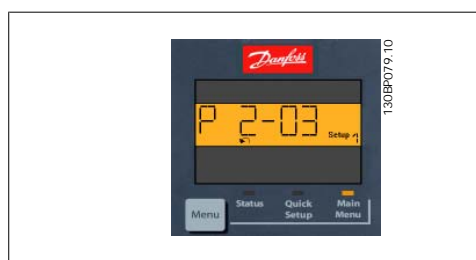 Danfoss
P 2-03
Setup 1
Status
Quick
Setup
Main
Menu
Menu
130BP079.10